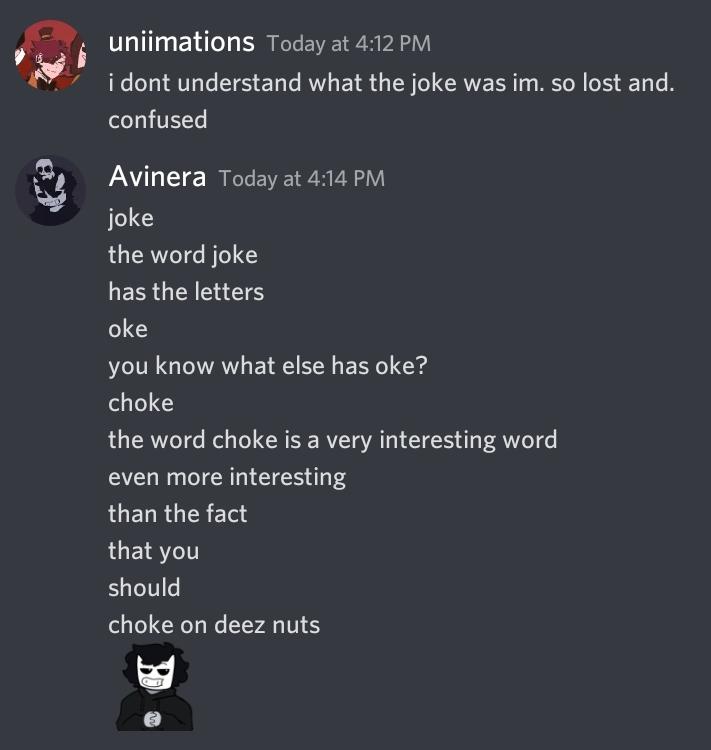 uniimations Today at 4:12 PM
i dont understand what the joke was im. so lost and.
confused
Avinera Today at 4:14 PM
joke
the word joke
has the letters
oke
you know what else has oke?
choke
the word choke is a very interesting word
even more interesting
than the fact
that you
should
choke on deez nuts